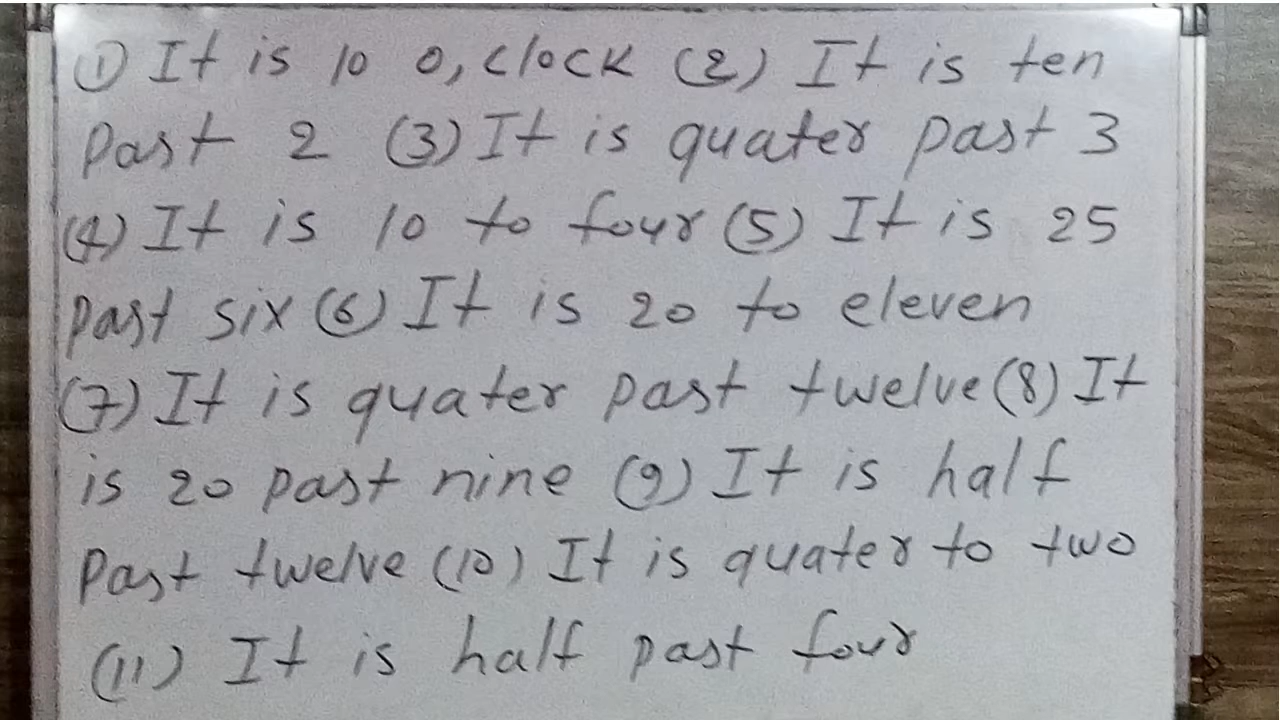 (1) It is 10 o,clock (2) It is ten
past 2 (3) It is quater past 3
(4) It is 10 to four (5) It is 25
past six (6) It is 20 to eleven
(7) It is quater past twelve (8) It
is 20 past nine (9) It is half
past twelve (10) It is quater to two
(11) It is half past four